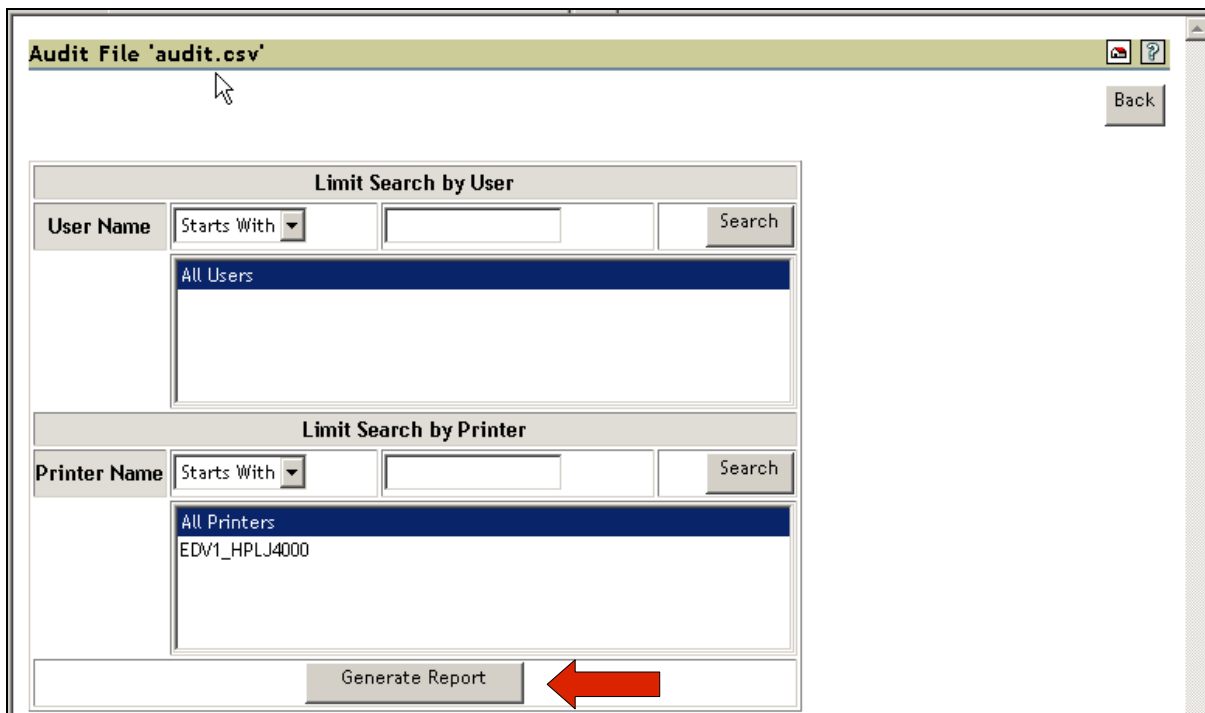 Audit File 'audit.csv'
?
Back
Limit Search by User
User Name Starts With Search
All Users
Limit Search by Printer
Printer Name Starts With Search
All Printers
EDV1_HPLJ4000
Generate Report